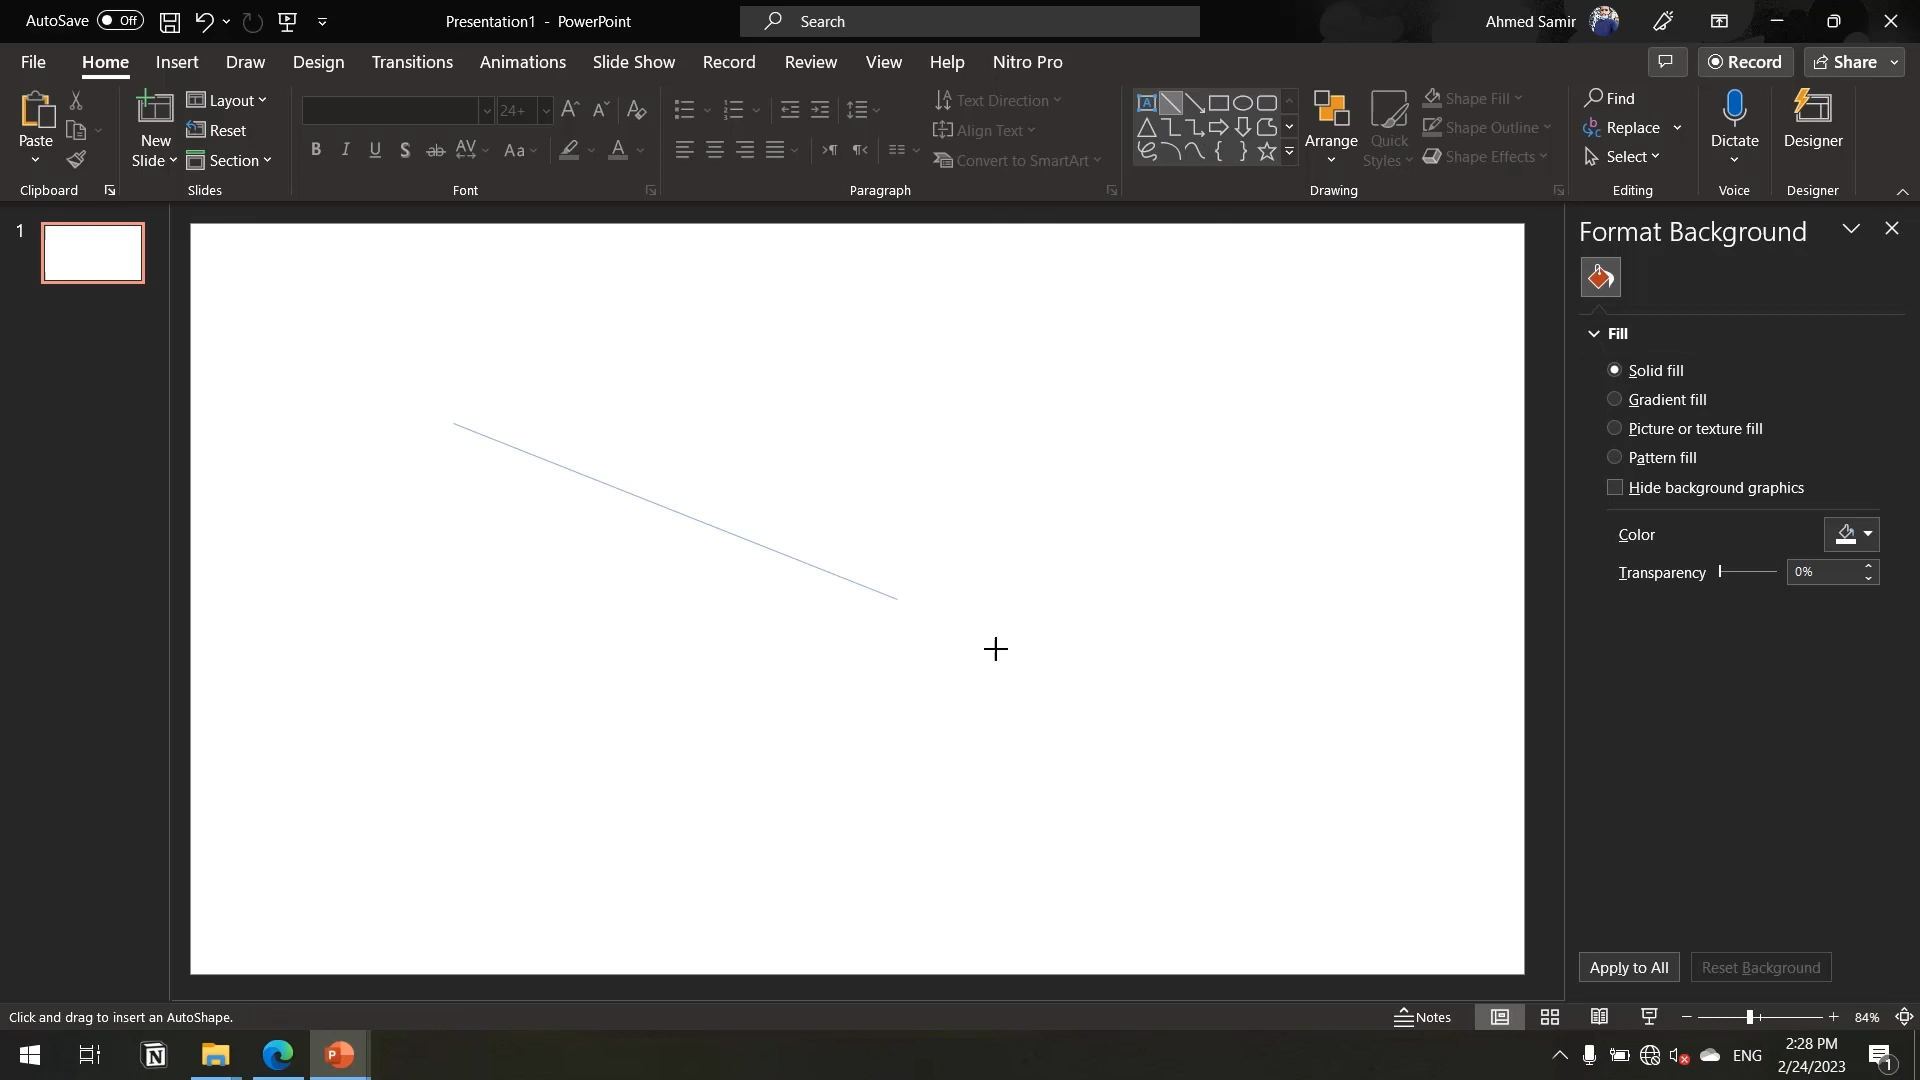 AutoSave Off
Presentation1 - PowerPoint
Search
Ahmed Samir
File Home Insert Draw Design Transitions Animations Slide Show Record Review View Help Nitro Pro
Record
Share
Paste
New
Slide
Layout
Reset
Section
24+
B I U S ab AV Aa A
Text Direction
Align Text
Convert to SmartArt
Arrange
Quick
Styles
Shape Fill
Shape Outline
Shape Effects
Find
Replace
Select
Dictate
Designer
Clipboard
Slides
Font
Paragraph
Drawing
Editing
Voice
Designer
1
Format Background
Fill
Solid fill
Gradient fill
Picture or texture fill
Pattern fill
Hide background graphics
Color
Transparency
0%
Apply to All
Reset Background
Click and drag to insert an AutoShape.
Notes
84%
ENG
2:28 PM
2/24/2023
1